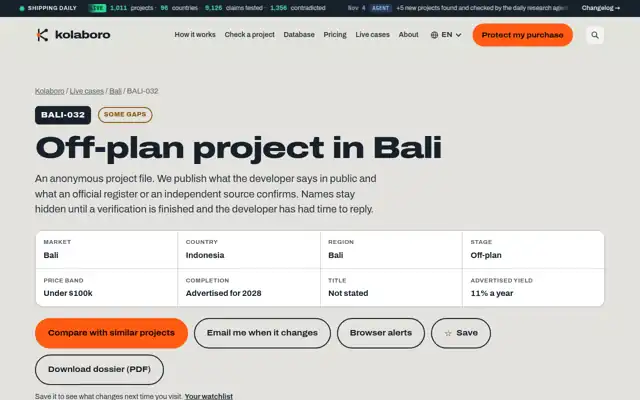 SHIPPING DAILY LIVE 1,011 projects · 96 countries 9,126 claims tested · 1,356 contradicted Nov 4 AGENT +5 new projects found and checked by the daily research agent Changelog →
kolaboro How it works Check a project Database Pricing Live cases About EN Protect my purchase
Kolaboro / Live cases / Bali / BALI-032
BALI-032 SOME GAPS
Off-plan project in Bali
An anonymous project file. We publish what the developer says in public and
what an official register or an independent source confirms. Names stay
hidden until a verification is finished and the developer has had time to reply.
MARKET COUNTRY REGION STAGE
Bali Indonesia Bali Off-plan
PRICE BAND COMPLETION TITLE ADVERTISED YIELD
Under $100k Advertised for 2028 Not stated 11% a year
Compare with similar projects Email me when it changes Browser alerts ☆ Save
Download dossier (PDF)
Save it to see what changes next time you visit. Your watchlist